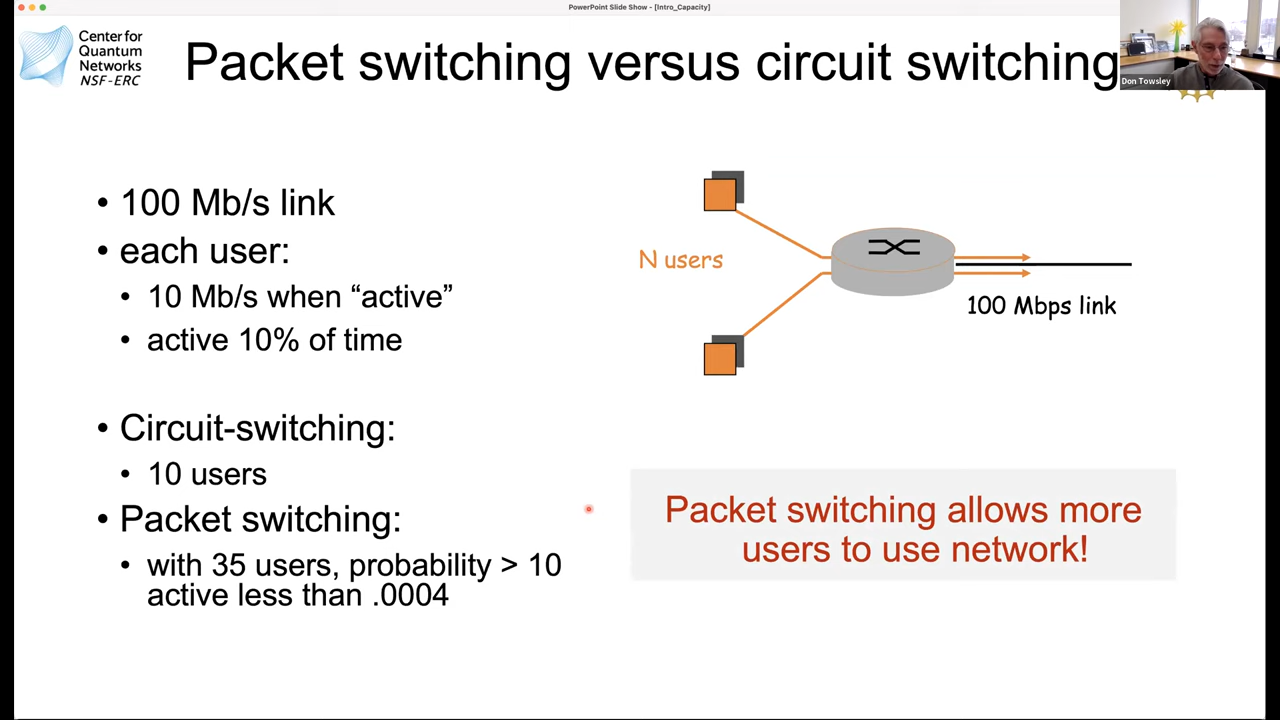 PowerPoint Slide Show - [Intro_Capacity]
Center for
Quantum
Networks
NSF-ERC
Packet switching versus circuit switching
Don Towsley
• 100 Mb/s link
• each user:
• 10 Mb/s when “active”
• active 10% of time
• Circuit-switching:
• 10 users
• Packet switching:
• with 35 users, probability > 10
active less than .0004
N users
100 Mbps link
Packet switching allows more
users to use network!